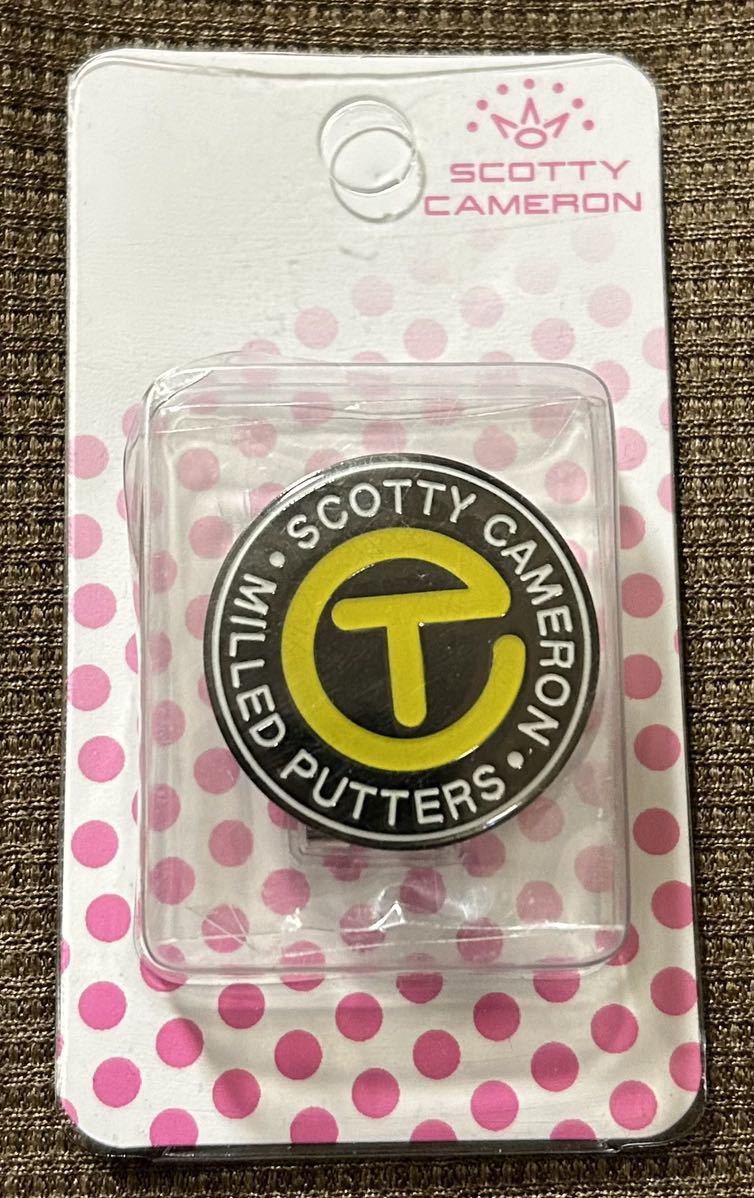 SCOTTY
CAMERON
• SCOTTY CAMERON •
MILLED PUTTERS
T